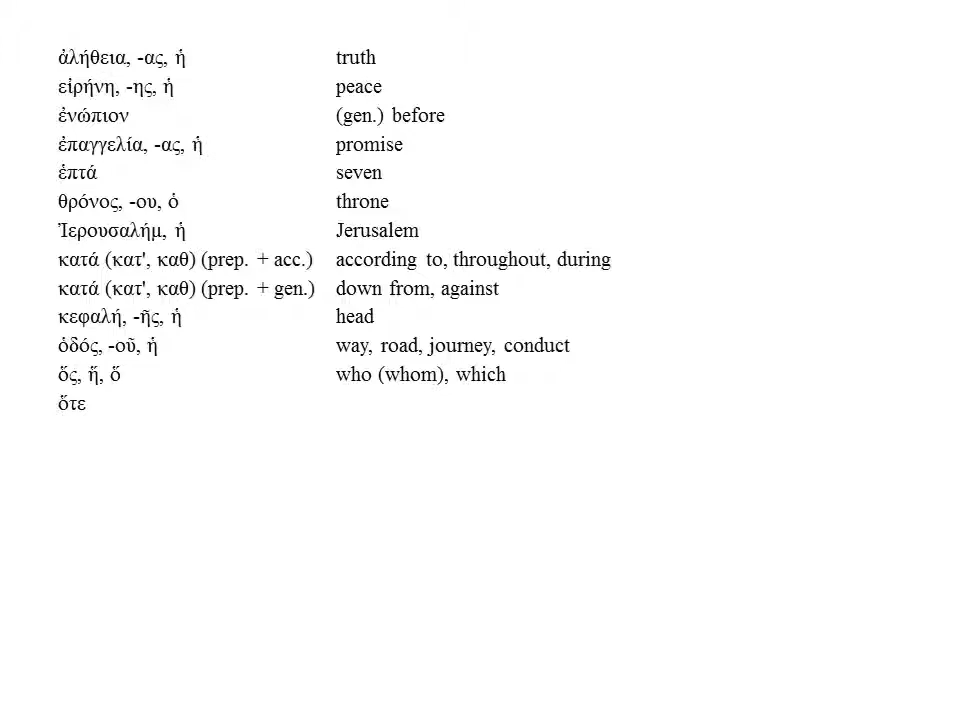 ἀλήθεια, -ας, ἡ truth
εἰρήνη, -ης, ἡ peace
ἐνώπιον (gen.) before
ἐπαγγελία, -ας, ἡ promise
ἑπτά seven
θρόνος, -ου, ὁ throne
Ἰερουσαλήμ, ἡ Jerusalem
κατά (κατ', καθ) (prep. + acc.) according to, throughout, during
κατά (κατ', καθ) (prep. + gen.) down from, against
κεφαλή, -ῆς, ἡ head
ὁδός, -οῦ, ἡ way, road, journey, conduct
ὅς, ἥ, ὅ who (whom), which
ὅτε